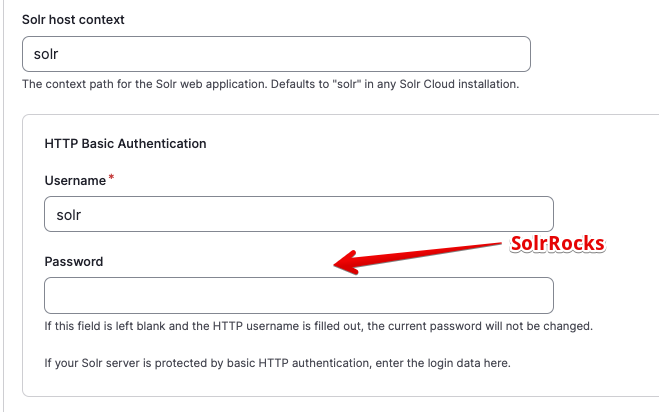 Solr host context
solr
The context path for the Solr web application. Defaults to "solr" in any Solr Cloud installation.
HTTP Basic Authentication
Username*
solr
SolrRocks
Password
If this field is left blank and the HTTP username is filled out, the current password will not be changed.
If your Solr server is protected by basic HTTP authentication, enter the login data here.